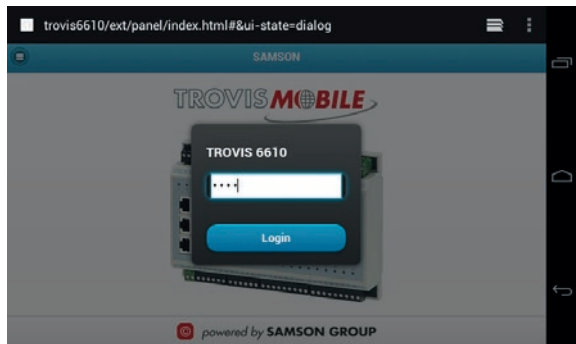 trovis6610/ext/panel/index.html#&ui-state=dialog
SAMSON
TROVIS MOBILE
TROVIS 6610
Login
powered by SAMSON GROUP